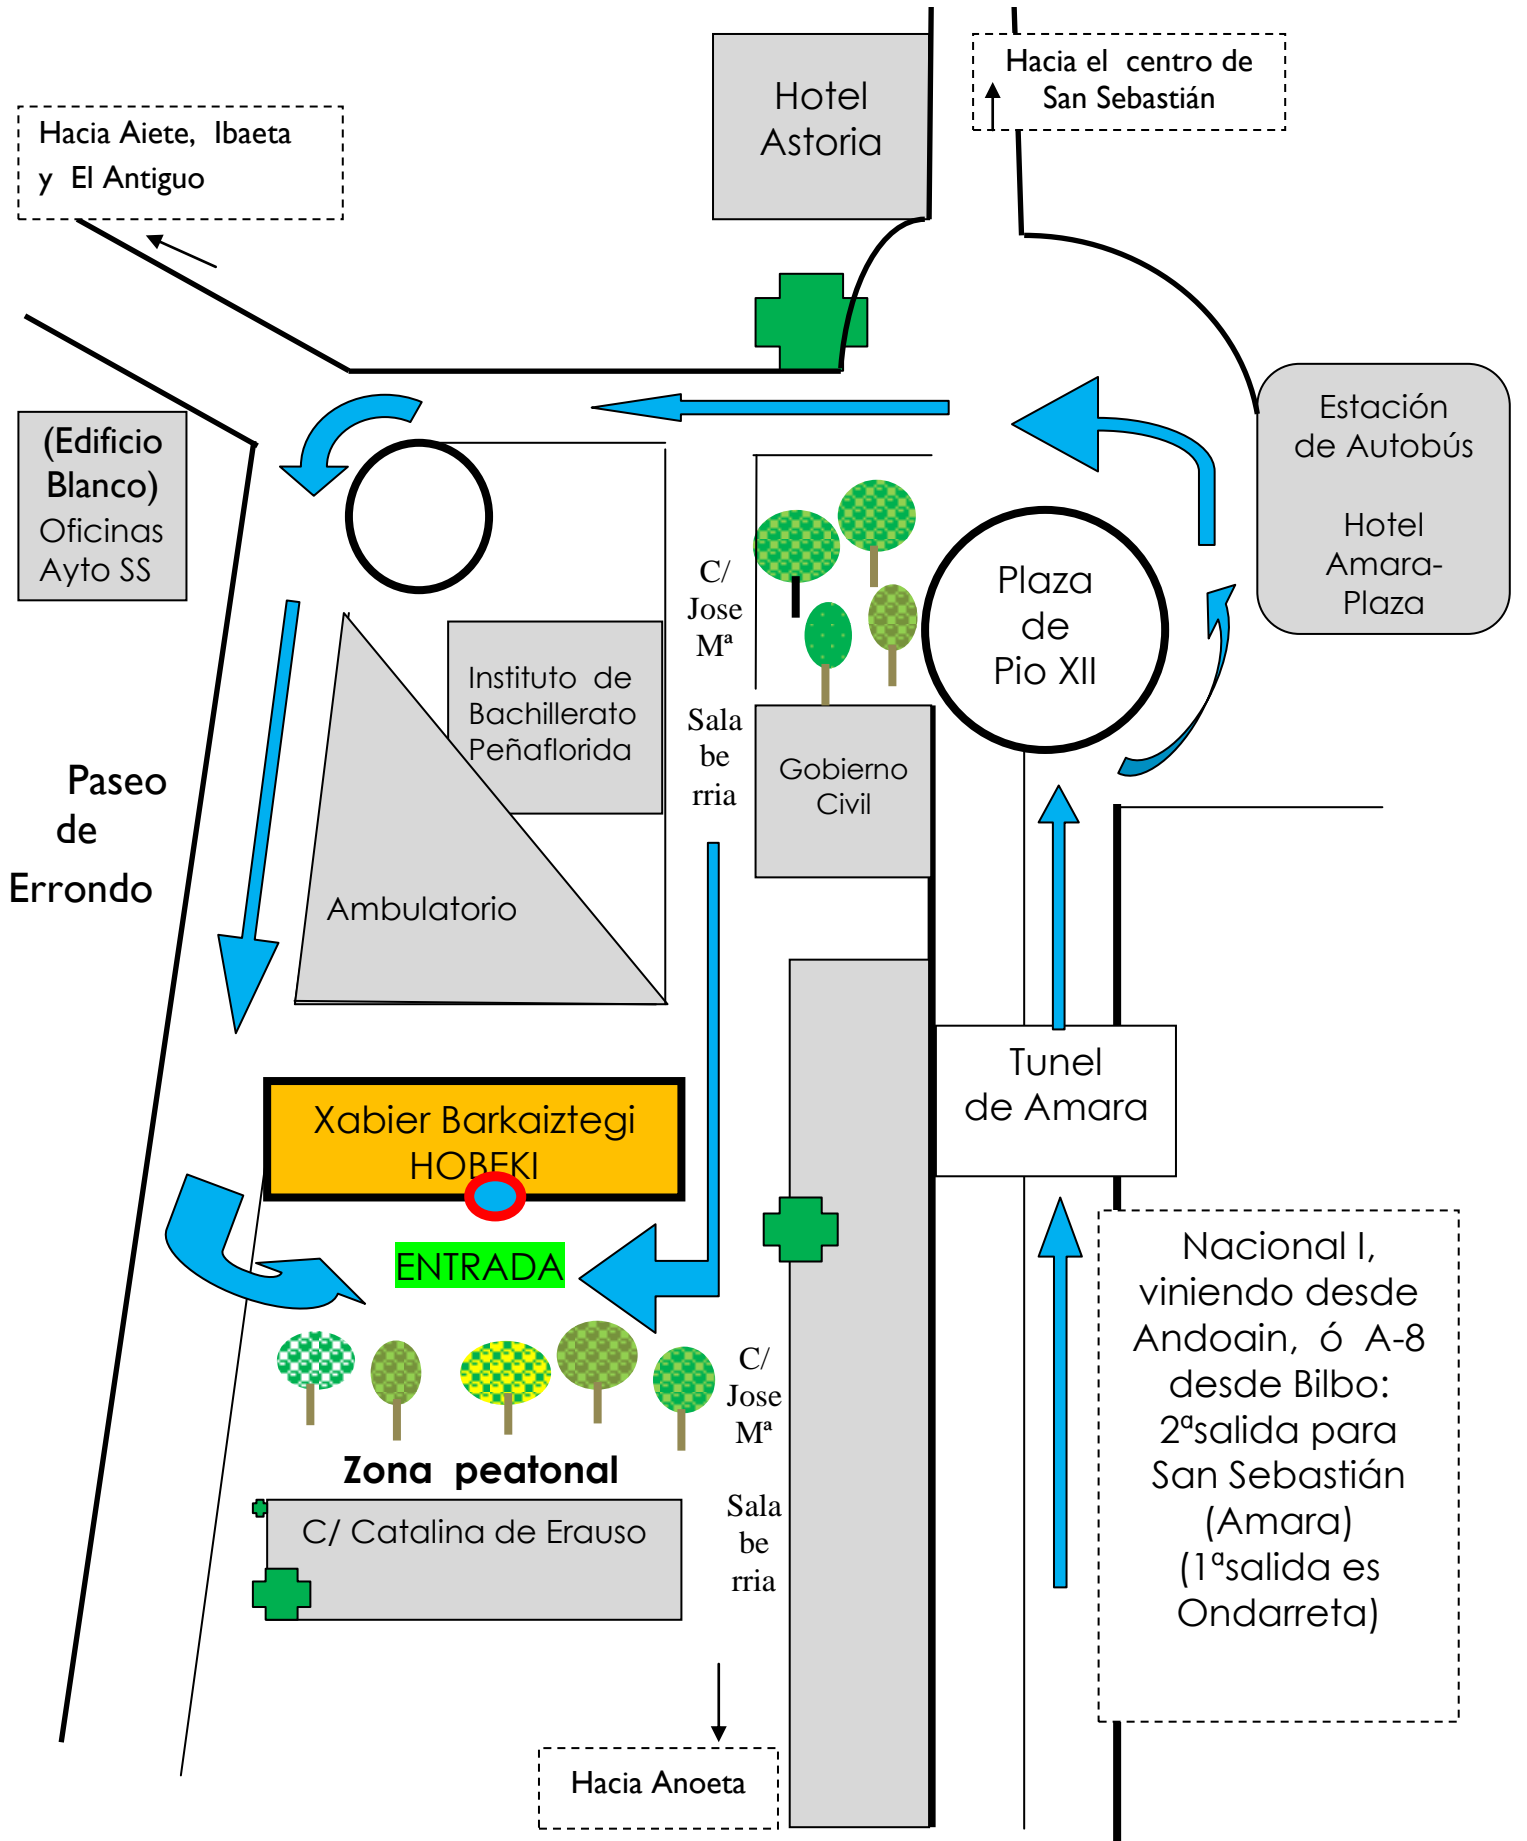 Hotel
Astoria
Hacia el centro de
San Sebastián
Hacia Aiete, Ibaeta
y El Antiguo
(Edificio
Blanco)
Oficinas
Ayto SS
Estación
de Autobús
Hotel
Amara-
Plaza
C/
Jose
Mª
Sala
be
rria
Plaza
de
Pio XII
Instituto de
Bachillerato
Peñaflorida
Gobierno
Civil
Paseo
de
Errondo
Ambulatorio
Tunel
de Amara
Xabier Barkaiztegi
HOBEKI
ENTRADA
Nacional I,
viniendo desde
Andoain, ó A-8
desde Bilbo:
2ªsalida para
San Sebastián
(Amara)
(1ªsalida es
Ondarreta)
C/
Jose
Mª
Sala
be
rria
Zona peatonal
C/ Catalina de Erauso
Hacia Anoeta